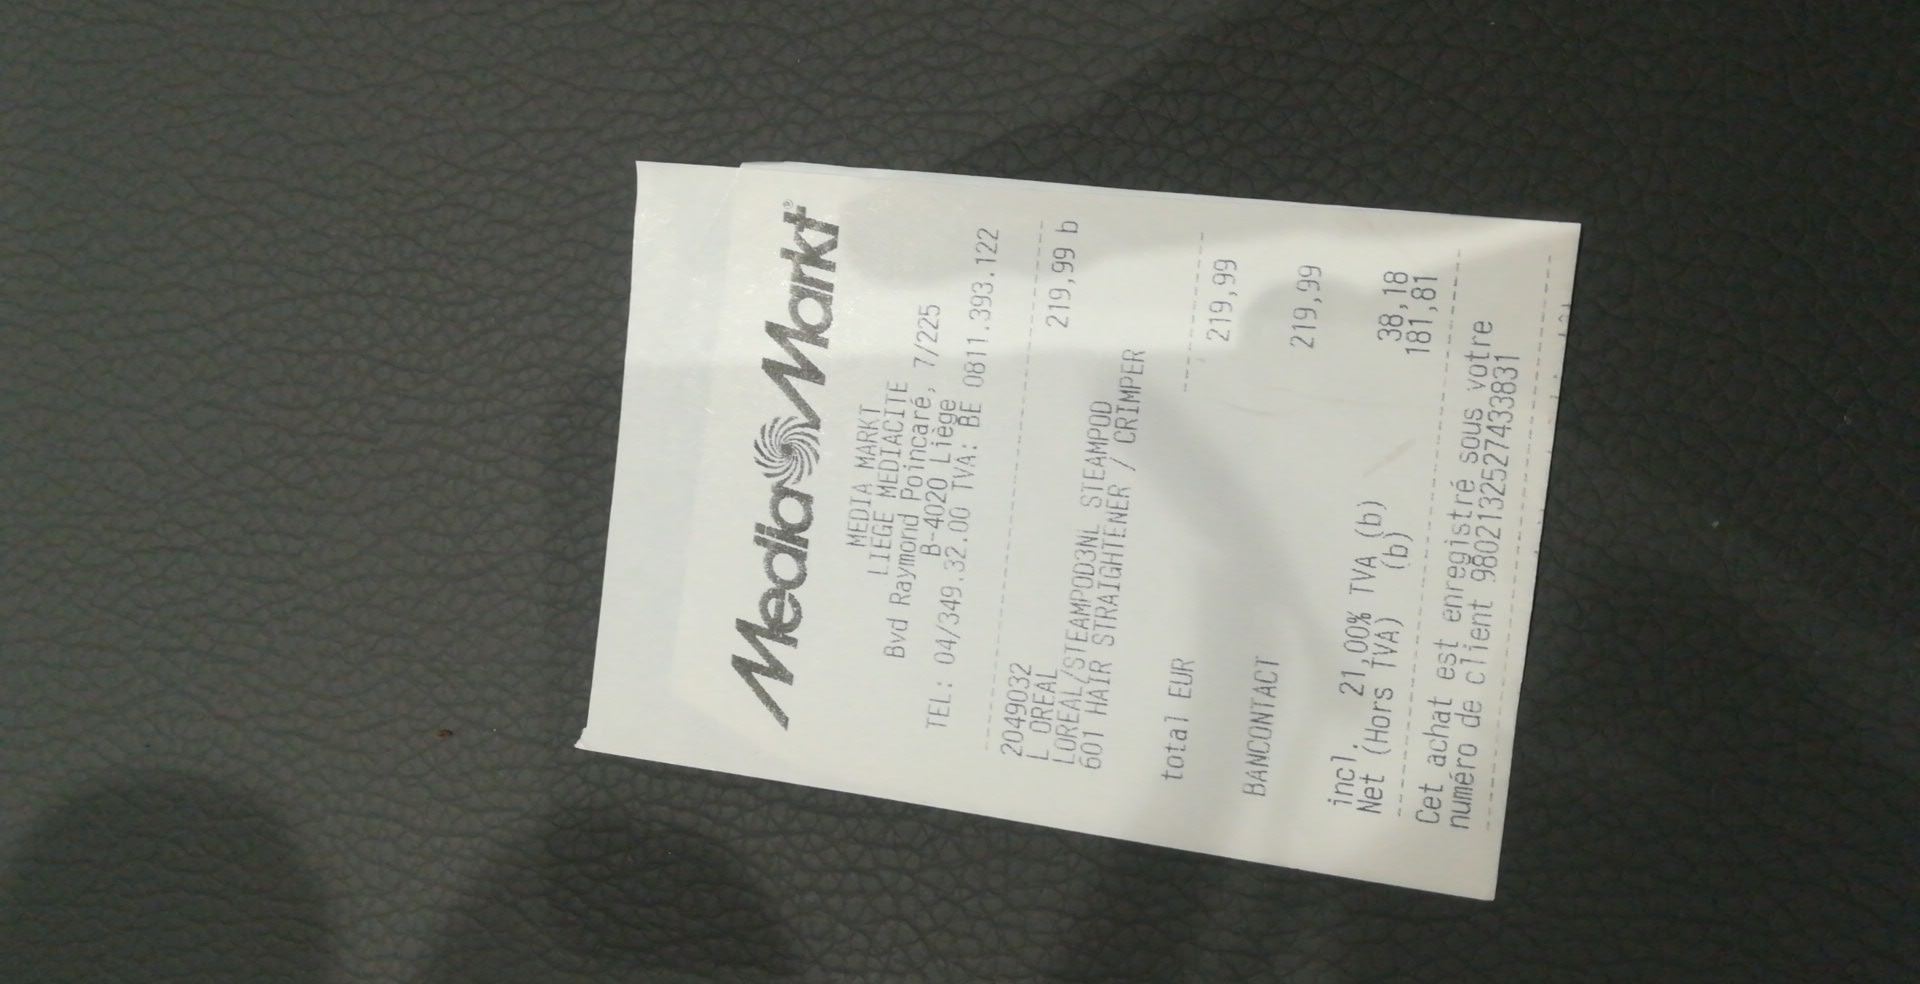 MediaMarkt®
MEDIA MARKT
LIEGE MEDIACITE
Bvd Raymond Poincaré, 7/225
B-4020 Liège
TEL: 04/349.32.00 TVA: BE 0811.393.122
2049032
L OREAL 219,99 b
LOREAL/STEAMPOD3NL STEAMPOD
601 HAIR STRAIGHTENER / CRIMPER
total EUR 219,99
BANCONTACT 219,99
incl. 21,00% TVA (b) 38,18
Net (Hors TVA) (b) 181,81
Cet achat est enregistré sous votre
numéro de client 9802132527433831